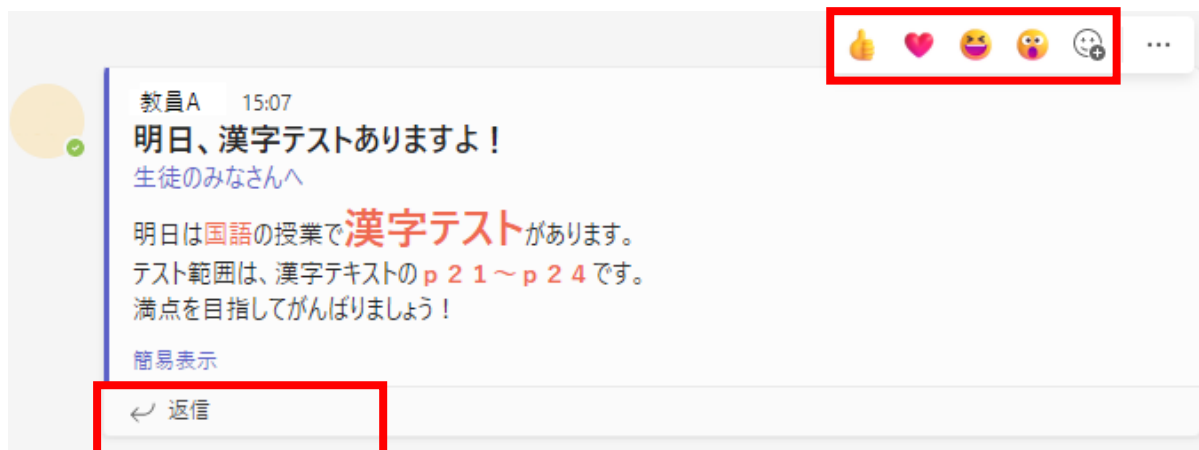 教員A 15:07
明日、漢字テストありますよ！
生徒のみなさんへ
明日は国語の授業で漢字テストがあります。
テスト範囲は、漢字テキストのｐ２１～ｐ２４です。
満点を目指してがんばりましょう！
簡易表示
返信